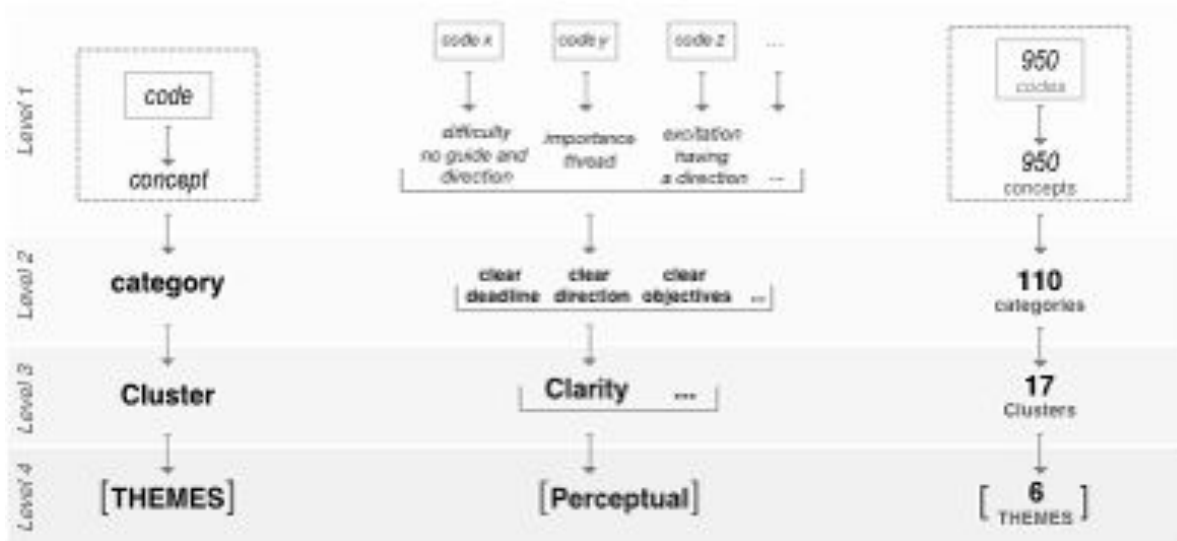 Level 1
code
concept
code x code y code z ...
difficulty
no guide and
direction
importance
thread
excitation
having
a direction ...
950
codes
950
concepts
Level 2
category
clear
deadline
clear
direction
clear
objectives ...
110
categories
Level 3
Cluster
Clarity ...
17
Clusters
Level 4
[THEMES]
[Perceptual]
[ 6
THEMES ]